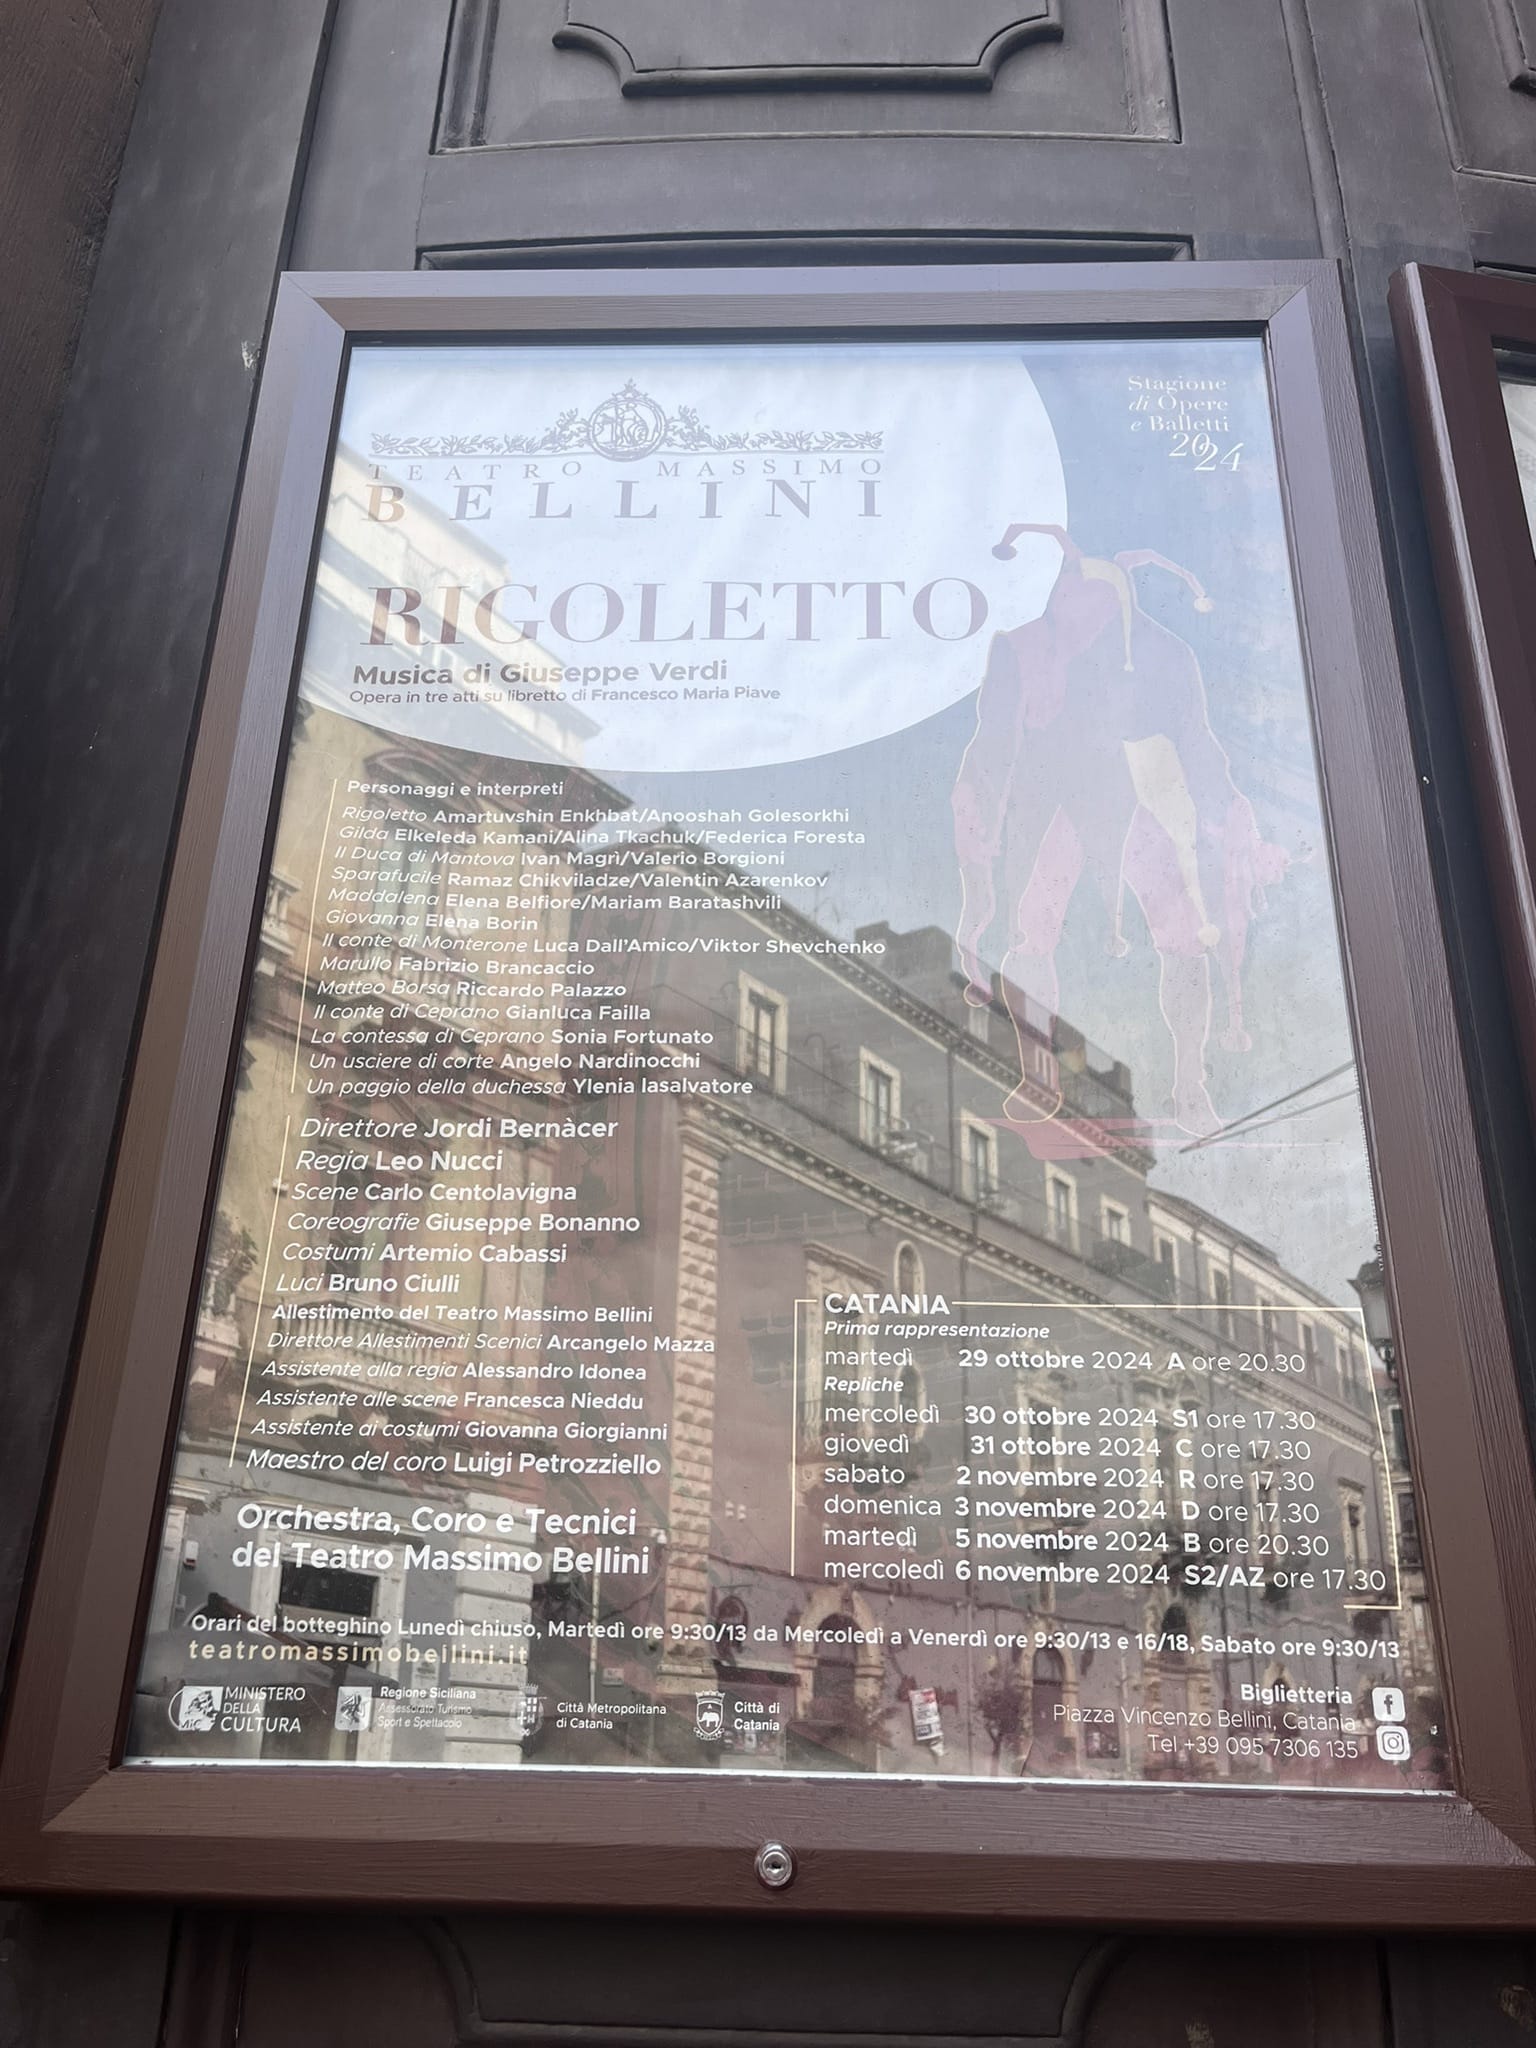 TEATRO MASSIMO
BELLINI
Stagione
di Opere
e Balletti
2024
RIGOLETTO
Musica di Giuseppe Verdi
Opera in tre atti su libretto di Francesco Maria Piave
Personaggi e interpreti
Rigoletto Amartuvshin Enkhbat/Anooshah Golesorkhi
Gilda Elkeleda Kamani/Alina Tkachuk/Federica Foresta
Il Duca di Mantova Ivan Magrì/Valerio Borgioni
Sparafucile Ramaz Chikviladze/Valentin Azarenkov
Maddalena Elena Belfiore/Mariam Baratashvili
Giovanna Elena Borin
Il conte di Monterone Luca Dall'Amico/Viktor Shevchenko
Marullo Fabrizio Brancaccio
Matteo Borsa Riccardo Palazzo
Il conte di Ceprano Gianluca Failla
La contessa di Ceprano Sonia Fortunato
Un usciere di corte Angelo Nardinocchi
Un paggio della duchessa Ylenia Iasalvatore
Direttore Jordi Bernàcer
Regia Leo Nucci
Scene Carlo Centolavigna
Coreografie Giuseppe Bonanno
Costumi Artemio Cabassi
Luci Bruno Ciulli
Allestimento del Teatro Massimo Bellini
Direttore Allestimenti Scenici Arcangelo Mazza
Assistente alla regia Alessandro Idonea
Assistente alle scene Francesca Nieddu
Assistente ai costumi Giovanna Giorgianni
Maestro del coro Luigi Petrozziello
Orchestra, Coro e Tecnici
del Teatro Massimo Bellini
CATANIA
Prima rappresentazione
martedì 29 ottobre 2024 A ore 20.30
Repliche
mercoledì 30 ottobre 2024 S1 ore 17.30
giovedì 31 ottobre 2024 C ore 17.30
sabato 2 novembre 2024 R ore 17.30
domenica 3 novembre 2024 D ore 17.30
martedì 5 novembre 2024 B ore 20.30
mercoledì 6 novembre 2024 S2/AZ ore 17.30
Orari del botteghino Lunedì chiuso, Martedì ore 9:30/13 da Mercoledì a Venerdì ore 9:30/13 e 16/18, Sabato ore 9:30/13
teatromassimobellini.it
MiC
MINISTERO
DELLA
CULTURA
Regione Siciliana
Assessorato Turismo
Sport e Spettacolo
Città Metropolitana
di Catania
Città di
Catania
Biglietteria
Piazza Vincenzo Bellini, Catania
Tel +39 095 7306 135